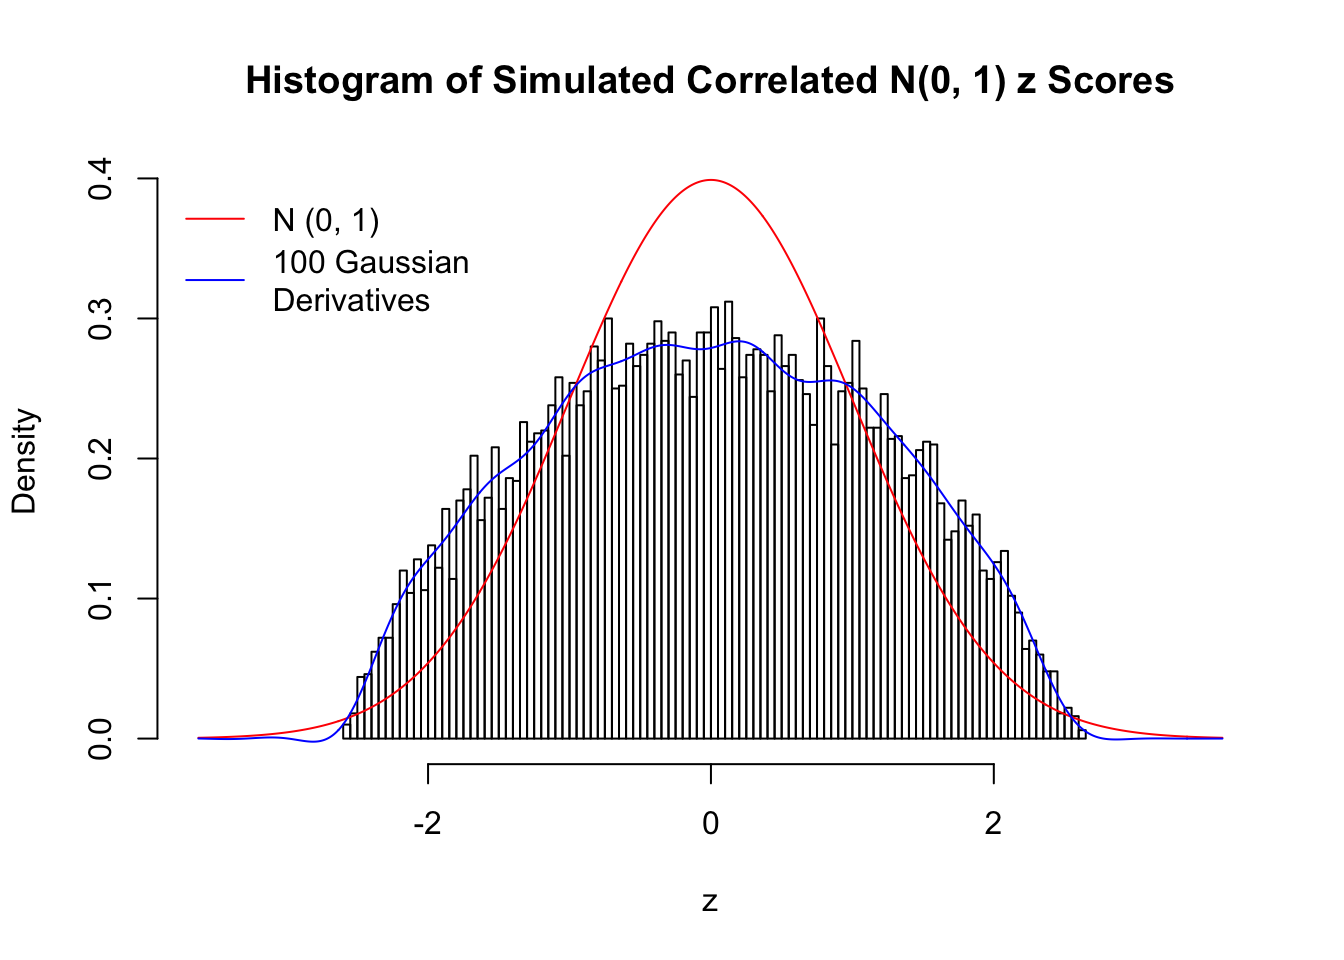 Histogram of Simulated Correlated N(0, 1) z Scores
0.4
0.3
0.2
0.1
0.0
Density
N (0, 1)
100 Gaussian
Derivatives
-2
0
2
z